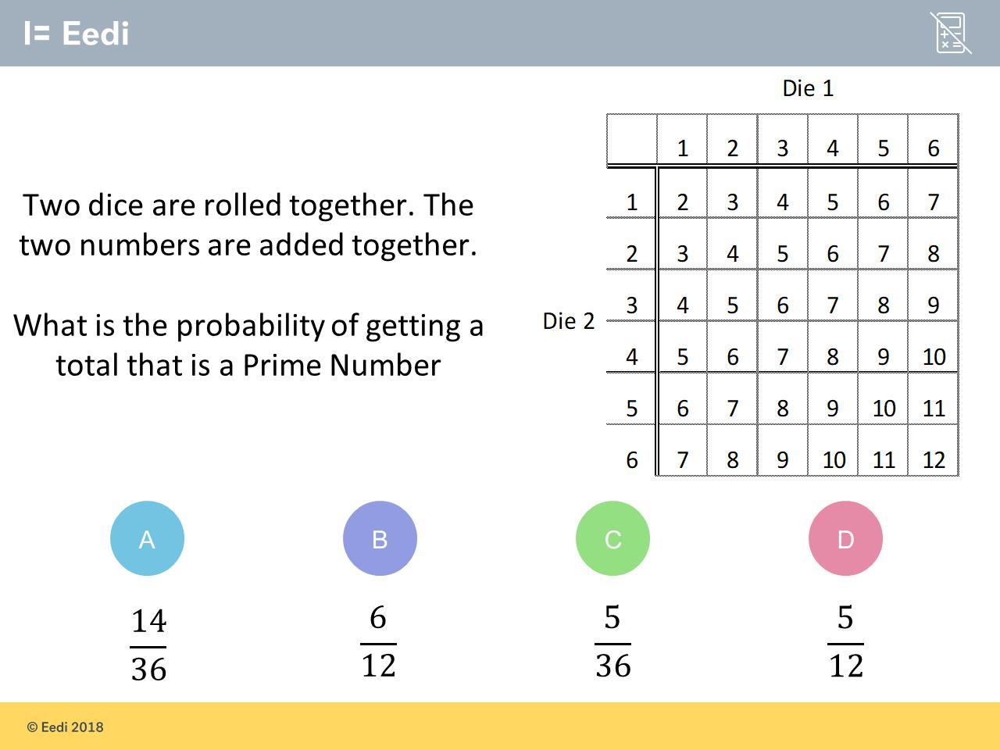 Eedi
Die 1
1 2 3 4 5 6
Two dice are rolled together. The
two numbers are added together.
What is the probability of getting a
total that is a Prime Number
Die 2
1 2 3 4 5 6 7
2 3 4 5 6 7 8
3 4 5 6 7 8 9
4 5 6 7 8 9 10
5 6 7 8 9 10 11
6 7 8 9 10 11 12
A
14/36
B
6/12
C
5/36
D
5/12
© Eedi 2018